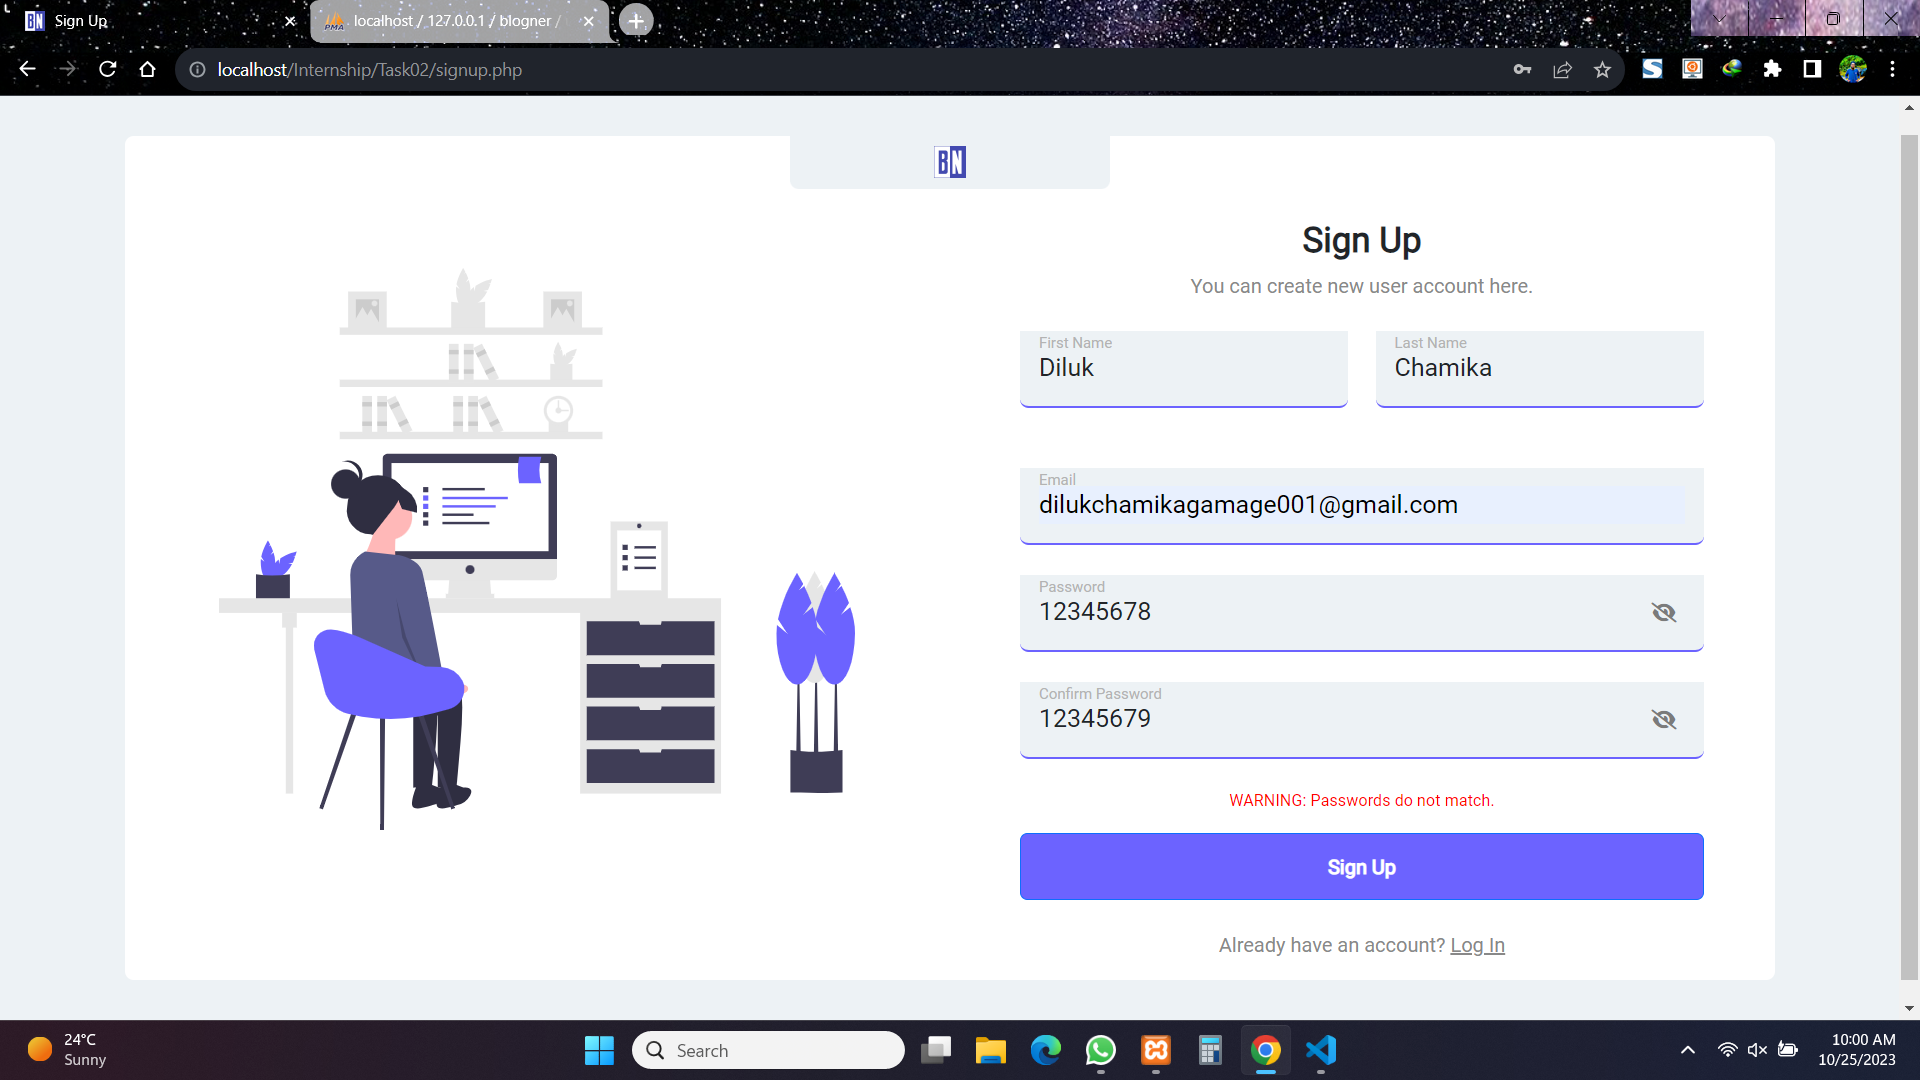 BN Sign Up
PMA localhost / 127.0.0.1 / blogner /
localhost/Internship/Task02/signup.php
BN
Sign Up
You can create new user account here.
First Name
Diluk
Last Name
Chamika
Email
dilukchamikagamage001@gmail.com
Password
12345678
Confirm Password
12345679
WARNING: Passwords do not match.
Sign Up
Already have an account? Log In
24°C
Sunny
Search
10:00 AM
10/25/2023